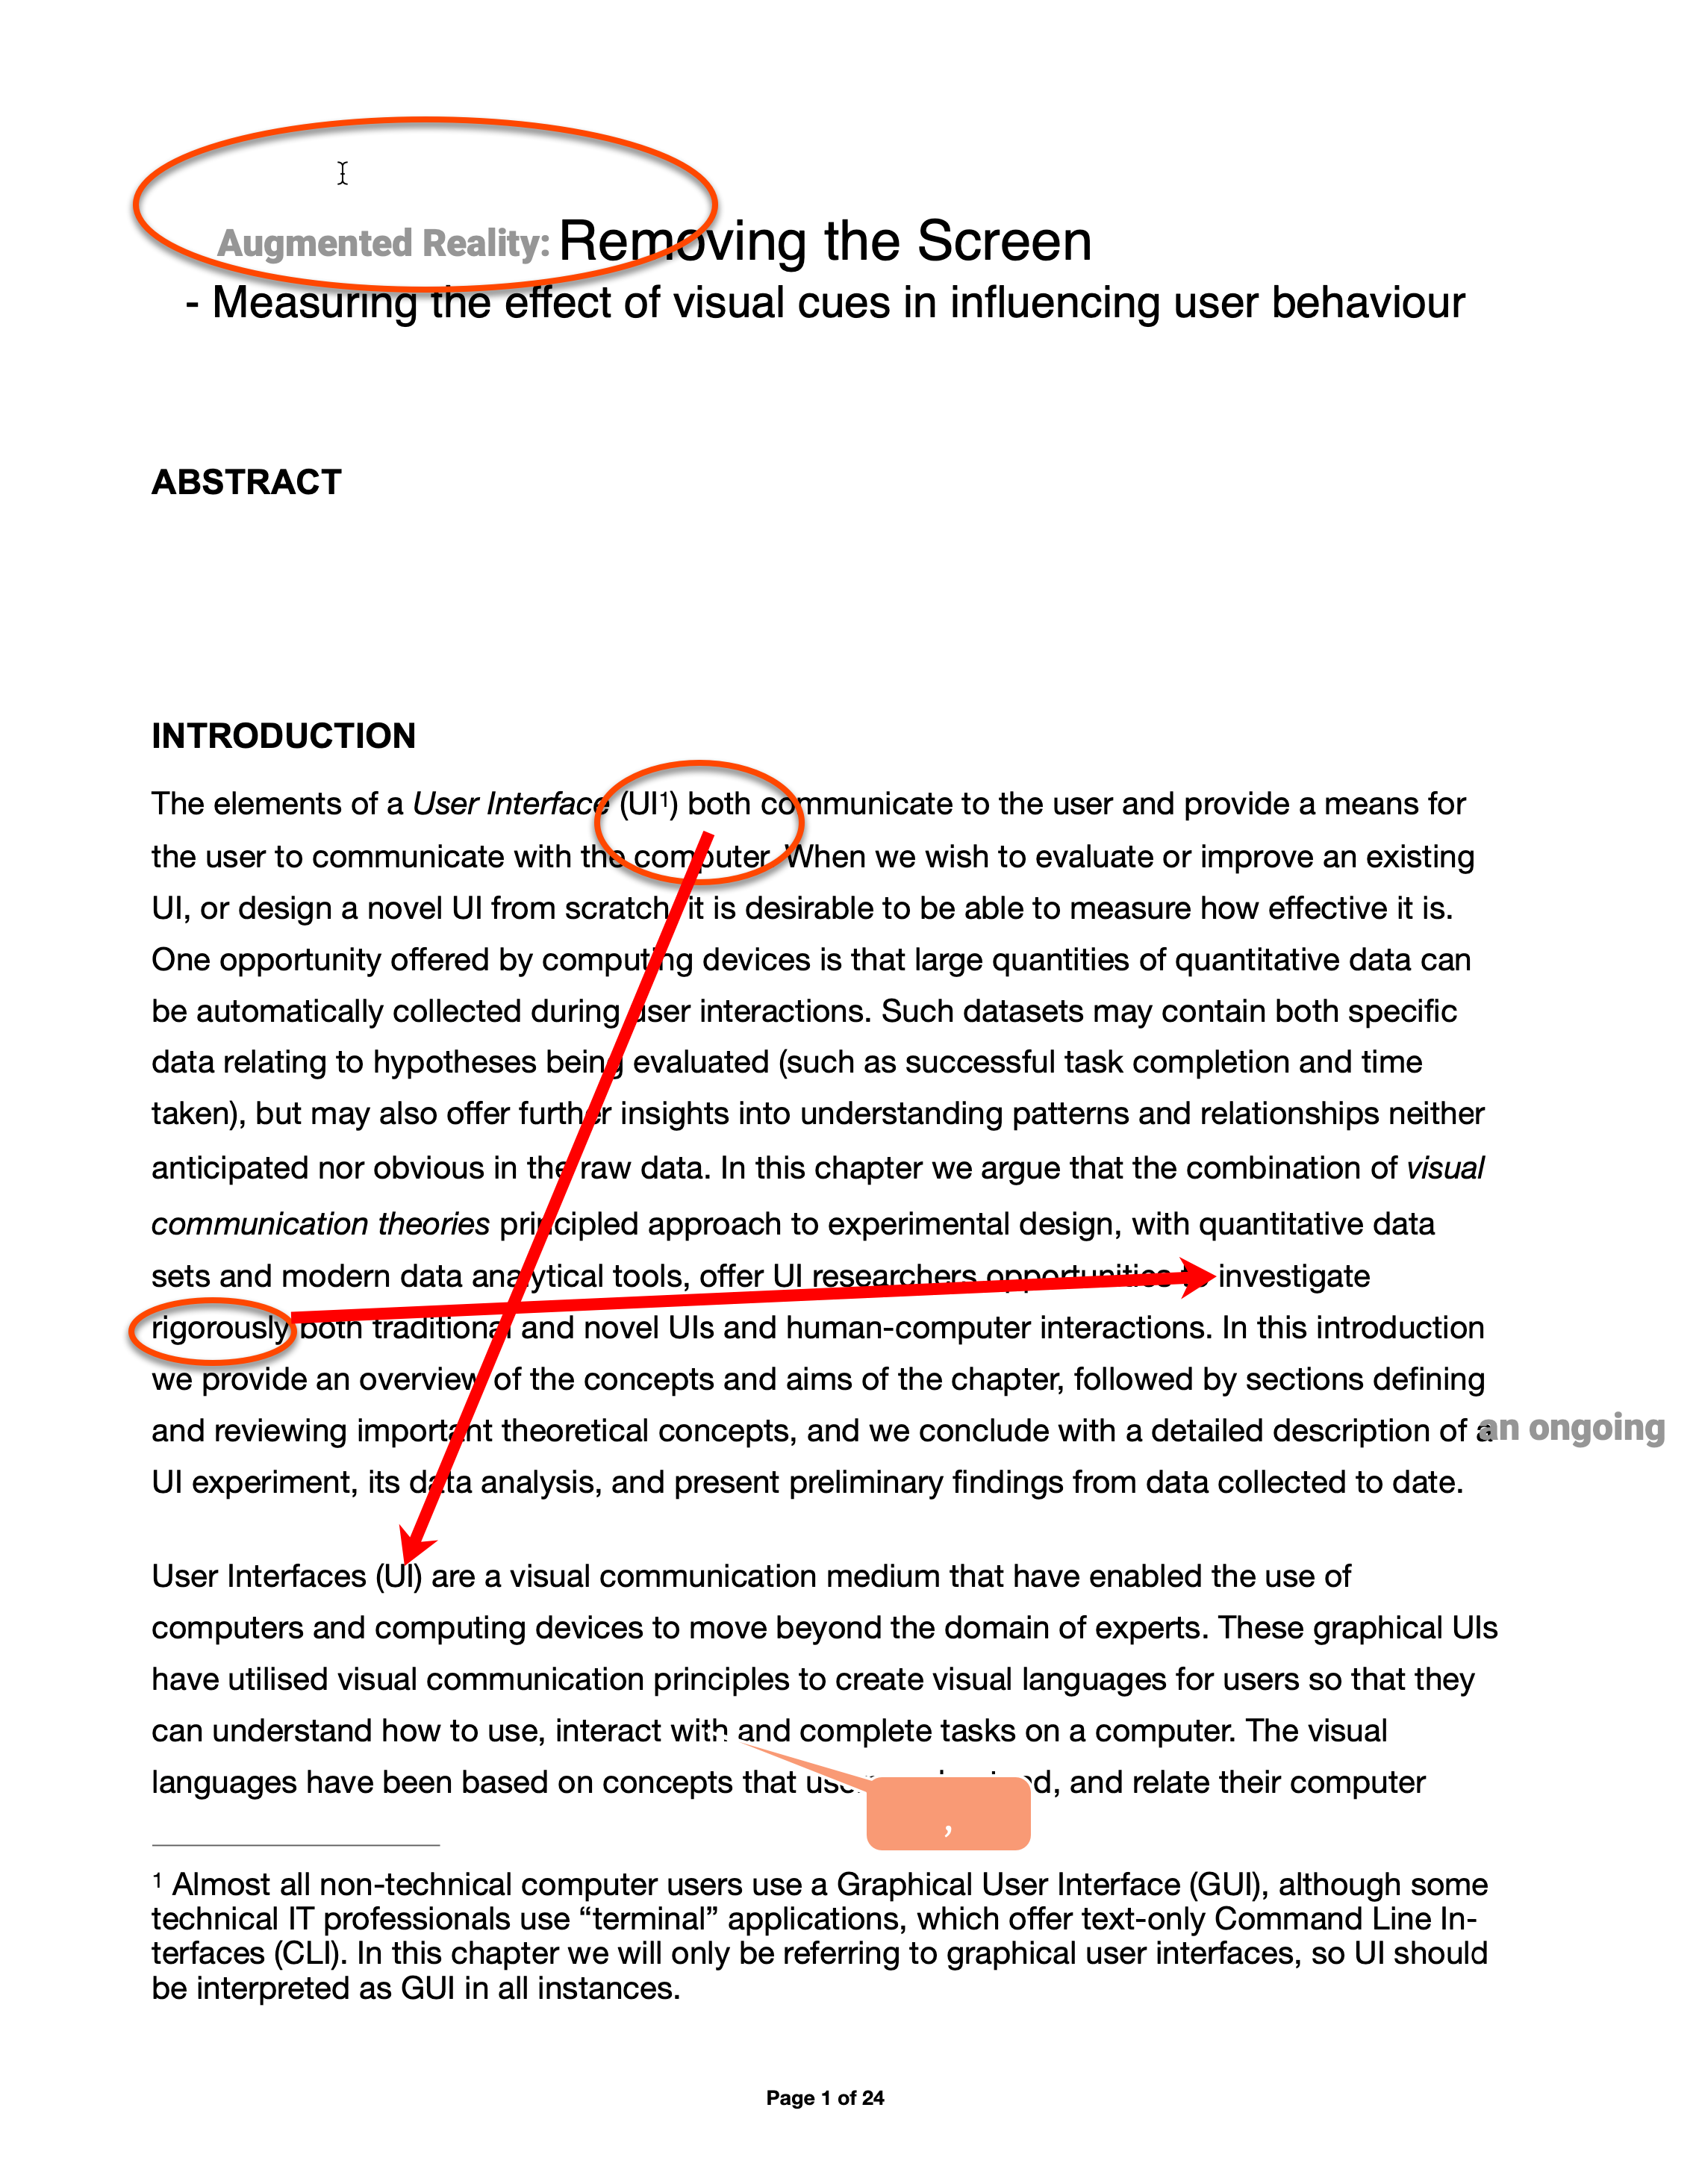 Augmented Reality: Removing the Screen
- Measuring the effect of visual cues in influencing user behaviour
ABSTRACT
INTRODUCTION
The elements of a User Interface (UI¹) both communicate to the user and provide a means for
the user to communicate with the computer. When we wish to evaluate or improve an existing
UI, or design a novel UI from scratch, it is desirable to be able to measure how effective it is.
One opportunity offered by computing devices is that large quantities of quantitative data can
be automatically collected during user interactions. Such datasets may contain both specific
data relating to hypotheses being evaluated (such as successful task completion and time
taken), but may also offer further insights into understanding patterns and relationships neither
anticipated nor obvious in the raw data. In this chapter we argue that the combination of visual
communication theories principled approach to experimental design, with quantitative data
sets and modern data analytical tools, offer UI researchers opportunities to investigate
rigorously both traditional and novel UIs and human-computer interactions. In this introduction
we provide an overview of the concepts and aims of the chapter, followed by sections defining
and reviewing important theoretical concepts, and we conclude with a detailed description of a an ongoing
UI experiment, its data analysis, and present preliminary findings from data collected to date.
User Interfaces (UI) are a visual communication medium that have enabled the use of
computers and computing devices to move beyond the domain of experts. These graphical UIs
have utilised visual communication principles to create visual languages for users so that they
can understand how to use, interact with and complete tasks on a computer. The visual
languages have been based on concepts that and relate their computer
,
¹ Almost all non-technical computer users use a Graphical User Interface (GUI), although some
technical IT professionals use “terminal” applications, which offer text-only Command Line In-
terfaces (CLI). In this chapter we will only be referring to graphical user interfaces, so UI should
be interpreted as GUI in all instances.
Page 1 of 24